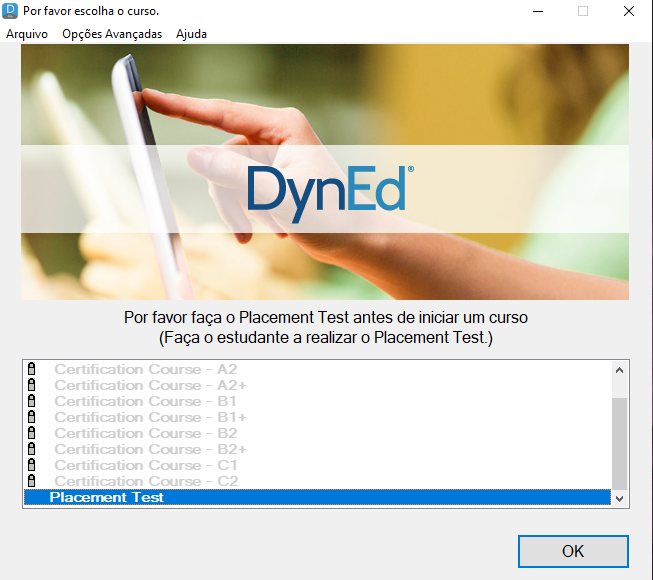 Por favor escolha o curso.
Arquivo Opções Avançadas Ajuda
DynEd®
Por favor faça o Placement Test antes de iniciar um curso
(Faça o estudante a realizar o Placement Test.)
Certification Course - A2
Certification Course - A2+
Certification Course - B1
Certification Course - B1+
Certification Course - B2
Certification Course - B2+
Certification Course - C1
Certification Course - C2
Placement Test
OK